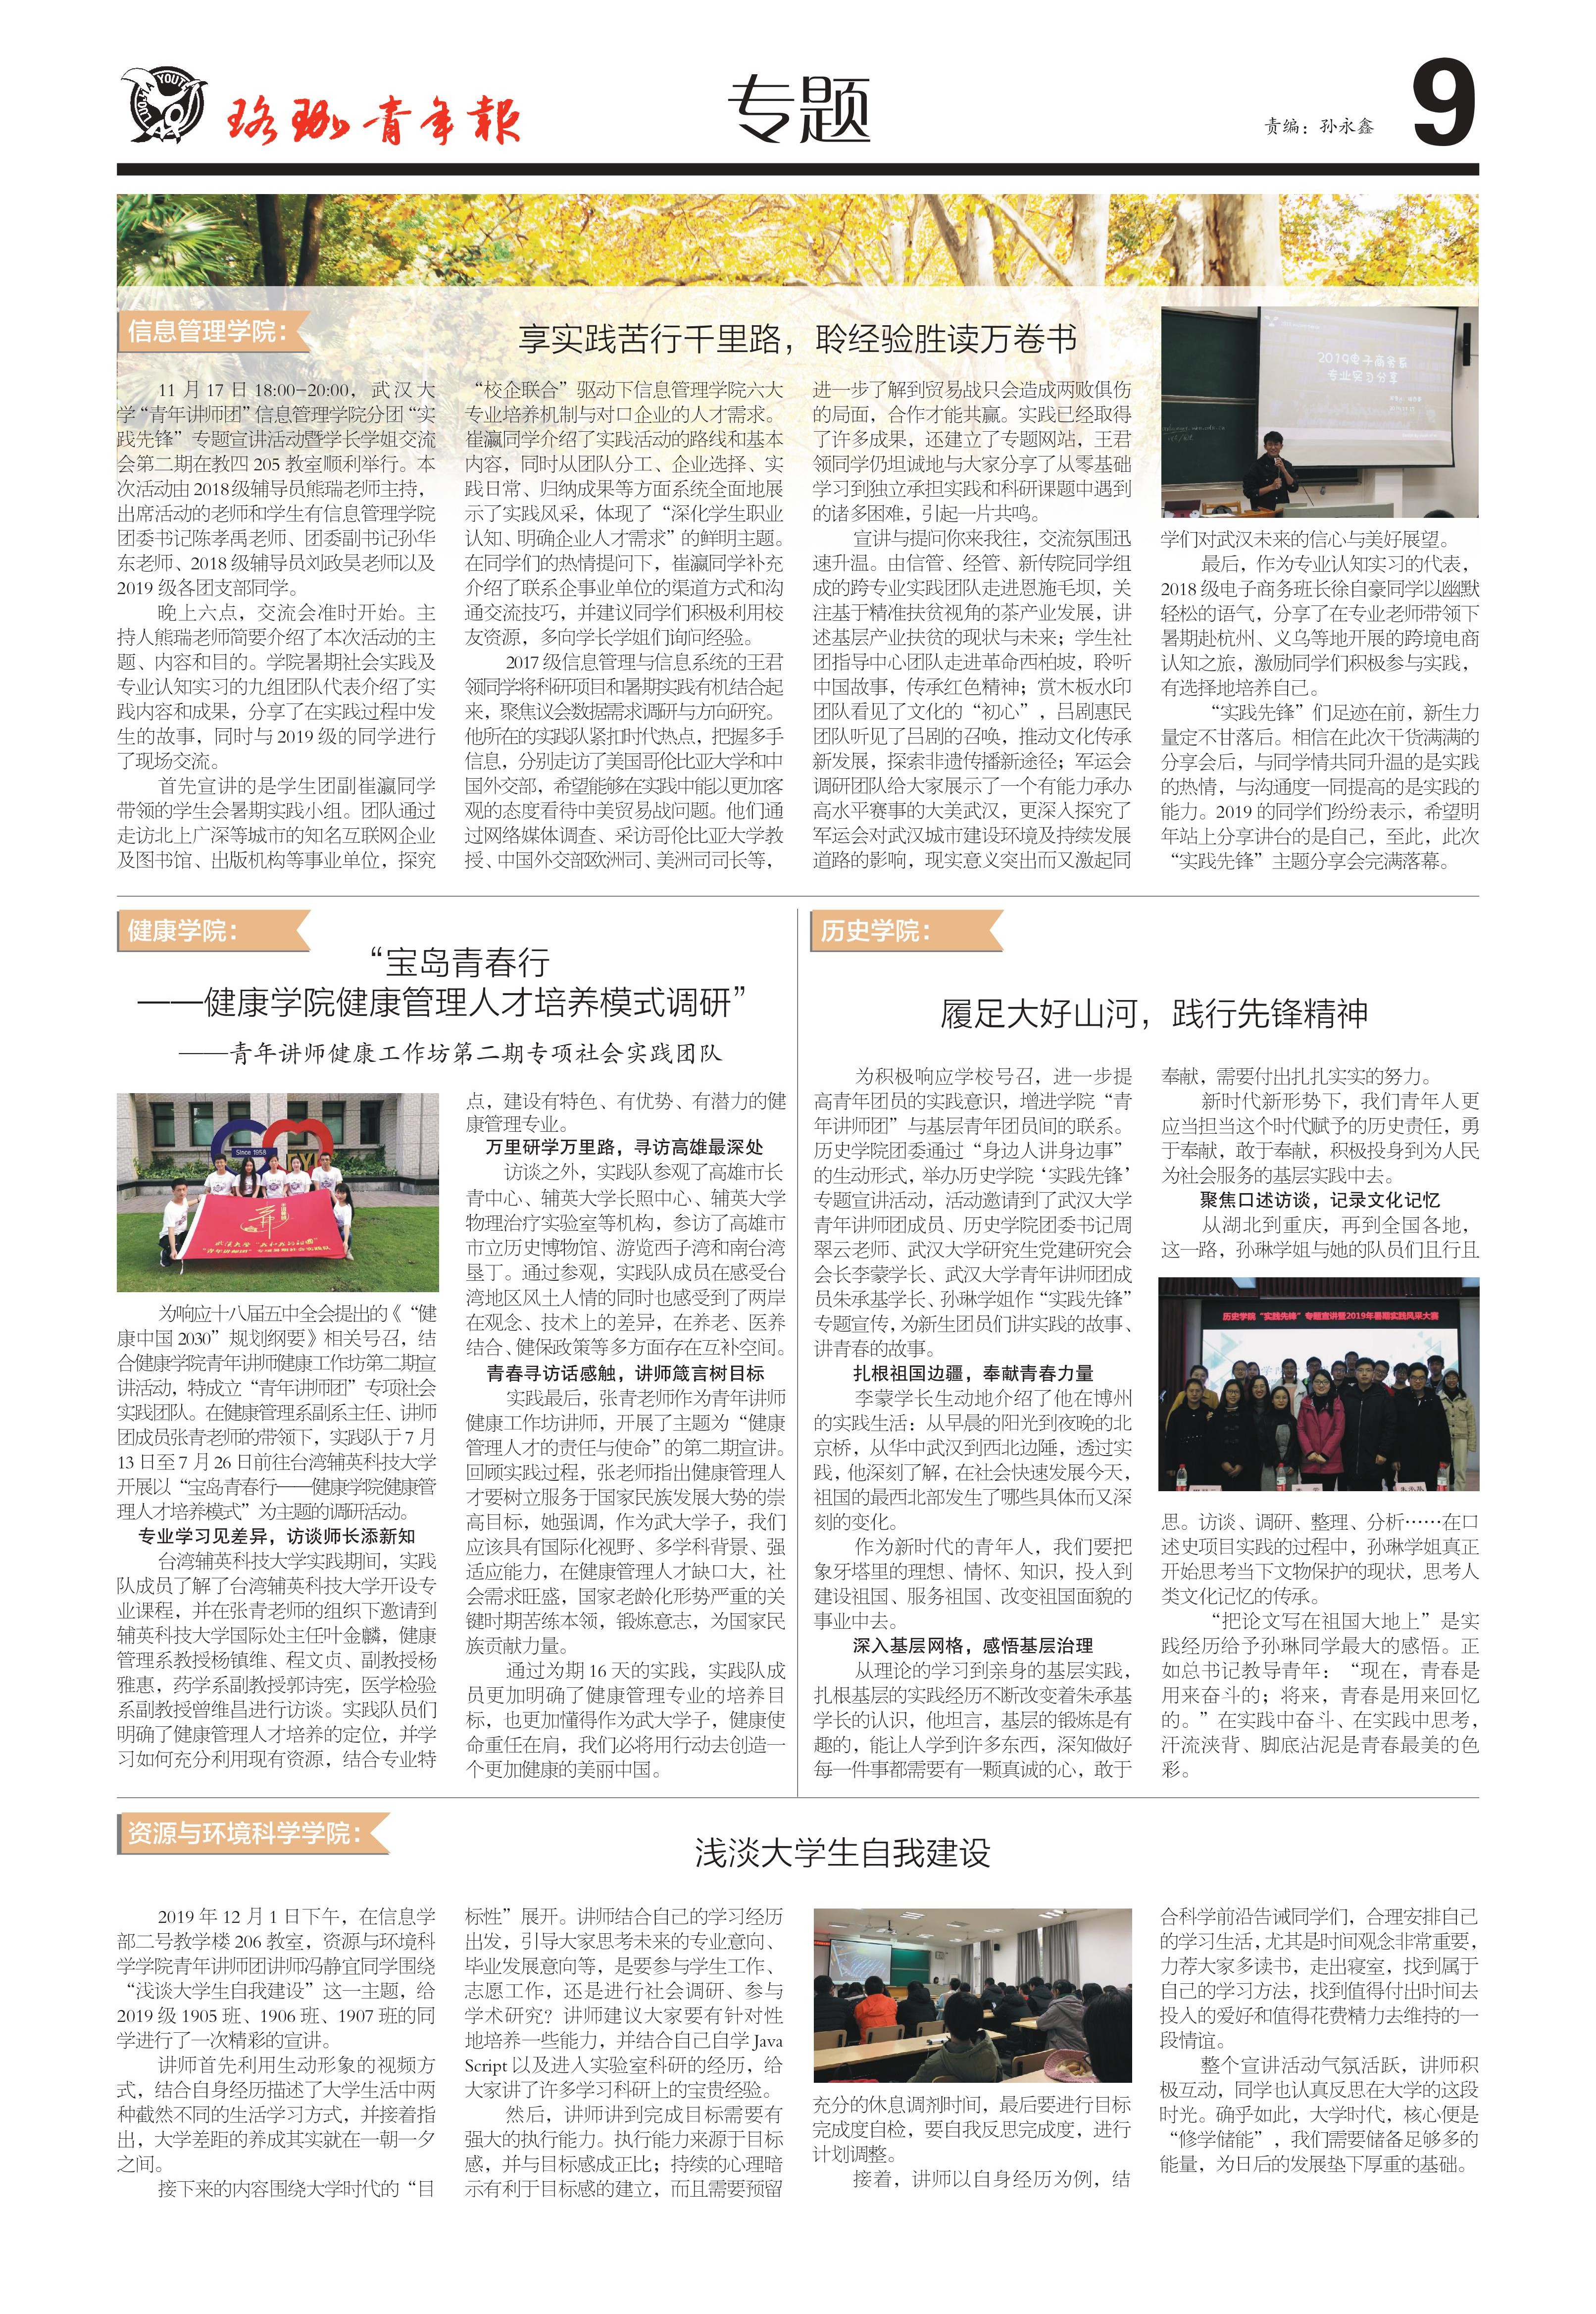 珞珈青年報
专题
责编：孙永鑫
9
信息管理学院：
享实践苦行千里路，聆经验胜读万卷书
11 月 17 日 18:00-20:00，武汉大
学“青年讲师团”信息管理学院分团“实
践先锋”专题宣讲活动暨学长学姐交流
会第二期在教四 205 教室顺利举行。本
次活动由 2018级辅导员熊瑞老师主持，
出席活动的老师和学生有信息管理学院
团委书记陈孝禹老师、团委副书记孙华
东老师、2018 级辅导员刘政昊老师以及
2019 级各团支部同学。
晚上六点，交流会准时开始。主
持人熊瑞老师简要介绍了本次活动的主
题、内容和目的。学院暑期社会实践及
专业认知实习的九组团队代表介绍了实
践内容和成果，分享了在实践过程中发
生的故事，同时与 2019 级的同学进行
了现场交流。
首先宣讲的是学生团副崔瀛同学
带领的学生会暑期实践小组。团队通过
走访北上广深等城市的知名互联网企业
及图书馆、出版机构等事业单位，探究
“校企联合”驱动下信息管理学院六大
专业培养机制与对口企业的人才需求。
崔瀛同学介绍了实践活动的路线和基本
内容，同时从团队分工、企业选择、实
践日常、归纳成果等方面系统全面地展
示了实践风采，体现了“深化学生职业
认知、明确企业人才需求”的鲜明主题。
在同学们的热情提问下，崔瀛同学补充
介绍了联系企事业单位的渠道方式和沟
通交流技巧，并建议同学们积极利用校
友资源，多向学长学姐们询问经验。
2017 级信息管理与信息系统的王君
领同学将科研项目和暑期实践有机结合起
来，聚焦议会数据需求调研与方向研究。
他所在的实践队紧扣时代热点，把握多手
信息，分别走访了美国哥伦比亚大学和中
国外交部，希望能够在实践中能以更加客
观的态度看待中美贸易战问题。他们通
过网络媒体调查、采访哥伦比亚大学教
授、中国外交部欧洲司、美洲司司长等，
进一步了解到贸易战只会造成两败俱伤
的局面，合作才能共赢。实践已经取得
了许多成果，还建立了专题网站，王君
领同学仍坦诚地与大家分享了从零基础
学习到独立承担实践和科研课题中遇到
的诸多困难，引起一片共鸣。
宣讲与提问你来我往，交流氛围迅
速升温。由信管、经管、新传院同学组
成的跨专业实践团队走进恩施毛坝，关
注基于精准扶贫视角的茶产业发展，讲
述基层产业扶贫的现状与未来；学生社
团指导中心团队走进革命西柏坡，聆听
中国故事，传承红色精神；赏木板水印
团队看见了文化的“初心”，吕剧惠民
团队听见了吕剧的召唤，推动文化传承
新发展，探索非遗传播新途径；军运会
调研团队给大家展示了一个有能力承办
高水平赛事的大美武汉，更深入探究了
军运会对武汉城市建设环境及持续发展
道路的影响，现实意义突出而又激起同
2019电子商务系
专业实习分享
学们对武汉未来的信心与美好展望。
最后，作为专业认知实习的代表，
2018 级电子商务班长徐自豪同学以幽默
轻松的语气，分享了在专业老师带领下
暑期赴杭州、义乌等地开展的跨境电商
认知之旅，激励同学们积极参与实践，
有选择地培养自己。
“实践先锋”们足迹在前，新生力
量定不甘落后。相信在此次干货满满的
分享会后，与同学情共同升温的是实践
的热情，与沟通度一同提高的是实践的
能力。2019 的同学们纷纷表示，希望明
年站上分享讲台的是自己，至此，此次
“实践先锋”主题分享会完满落幕。
健康学院：
“宝岛青春行
——健康学院健康管理人才培养模式调研”
——青年讲师健康工作坊第二期专项社会实践团队
Since 1958
为响应十八届五中全会提出的《“健
康中国 2030”规划纲要》相关号召，结
合健康学院青年讲师健康工作坊第二期宣
讲活动，特成立“青年讲师团”专项社会
实践团队。在健康管理系副系主任、讲师
团成员张青老师的带领下，实践队于 7 月
13 日至 7 月 26 日前往台湾辅英科技大学
开展以“宝岛青春行——健康学院健康管
理人才培养模式”为主题的调研活动。
专业学习见差异，访谈师长添新知
台湾辅英科技大学实践期间，实践
队成员了解了台湾辅英科技大学开设专
业课程，并在张青老师的组织下邀请到
辅英科技大学国际处主任叶金麟，健康
管理系教授杨镇维、程文贞、副教授杨
雅惠，药学系副教授郭诗宪，医学检验
系副教授曾维昌进行访谈。实践队员们
明确了健康管理人才培养的定位，并学
习如何充分利用现有资源，结合专业特
点，建设有特色、有优势、有潜力的健
康管理专业。
万里研学万里路，寻访高雄最深处
访谈之外，实践队参观了高雄市长
青中心、辅英大学长照中心、辅英大学
物理治疗实验室等机构，参访了高雄市
市立历史博物馆、游览西子湾和南台湾
垦丁。通过参观，实践队成员在感受台
湾地区风土人情的同时也感受到了两岸
在观念、技术上的差异，在养老、医养
结合、健保政策等多方面存在互补空间。
青春寻访话感触，讲师箴言树目标
实践最后，张青老师作为青年讲师
健康工作坊讲师，开展了主题为“健康
管理人才的责任与使命”的第二期宣讲。
回顾实践过程，张老师指出健康管理人
才要树立服务于国家民族发展大势的崇
高目标，她强调，作为武大学子，我们
应该具有国际化视野、多学科背景、强
适应能力，在健康管理人才缺口大，社
会需求旺盛，国家老龄化形势严重的关
键时期苦练本领，锻炼意志，为国家民
族贡献力量。
通过为期 16 天的实践，实践队成
员更加明确了健康管理专业的培养目
标，也更加懂得作为武大学子，健康使
命重任在肩，我们必将用行动去创造一
个更加健康的美丽中国。
历史学院：
履足大好山河，践行先锋精神
为积极响应学校号召，进一步提
高青年团员的实践意识，增进学院“青
年讲师团”与基层青年团员间的联系。
历史学院团委通过“身边人讲身边事”
的生动形式，举办历史学院‘实践先锋’
专题宣讲活动，活动邀请到了武汉大学
青年讲师团成员、历史学院团委书记周
翠云老师、武汉大学研究生党建研究会
会长李蒙学长、武汉大学青年讲师团成
员朱承基学长、孙琳学姐作“实践先锋”
专题宣传，为新生团员们讲实践的故事、
讲青春的故事。
扎根祖国边疆，奉献青春力量
李蒙学长生动地介绍了他在博州
的实践生活：从早晨的阳光到夜晚的北
京桥，从华中武汉到西北边陲，透过实
践，他深刻了解，在社会快速发展今天，
祖国的最西北部发生了哪些具体而又深
刻的变化。
作为新时代的青年人，我们要把
象牙塔里的理想、情怀、知识，投入到
建设祖国、服务祖国、改变祖国面貌的
事业中去。
深入基层网格，感悟基层治理
从理论的学习到亲身的基层实践，
扎根基层的实践经历不断改变着朱承基
学长的认识，他坦言，基层的锻炼是有
趣的，能让人学到许多东西，深知做好
每一件事都需要有一颗真诚的心，敢于
奉献，需要付出扎扎实实的努力。
新时代新形势下，我们青年人更
应当担当这个时代赋予的历史责任，勇
于奉献，敢于奉献，积极投身到为人民
为社会服务的基层实践中去。
聚焦口述访谈，记录文化记忆
从湖北到重庆，再到全国各地，
这一路，孙琳学姐与她的队员们且行且
历史学院“实践先锋”专题宣讲暨2019年暑期实践风采大赛
思。访谈、调研、整理、分析……在口
述史项目实践的过程中，孙琳学姐真正
开始思考当下文物保护的现状，思考人
类文化记忆的传承。
“把论文写在祖国大地上”是实
践经历给予孙琳同学最大的感悟。正
如总书记教导青年：“现在，青春是
用来奋斗的；将来，青春是用来回忆
的。”在实践中奋斗、在实践中思考，
汗流浃背、脚底沾泥是青春最美的色
彩。
资源与环境科学学院：
浅谈大学生自我建设
2019 年 12 月 1 日下午，在信息学
部二号教学楼 206 教室，资源与环境科
学学院青年讲师团讲师冯静宜同学围绕
“浅谈大学生自我建设”这一主题，给
2019 级 1905 班、1906 班、1907 班的同
学进行了一次精彩的宣讲。
讲师首先利用生动形象的视频方
式，结合自身经历描述了大学生活中两
种截然不同的生活学习方式，并接着指
出，大学差距的养成其实就在一朝一夕
之间。
接下来的内容围绕大学时代的“目
标性”展开。讲师结合自己的学习经历
出发，引导大家思考未来的专业意向、
毕业发展意向等，是要参与学生工作、
志愿工作，还是进行社会调研、参与
学术研究？讲师建议大家要有针对性
地培养一些能力，并结合自己自学 Java
Script 以及进入实验室科研的经历，给
大家讲了许多学习科研上的宝贵经验。
然后，讲师讲到完成目标需要有
强大的执行能力。执行能力来源于目标
感，并与目标感成正比；持续的心理暗
示有利于目标感的建立，而且需要预留
充分的休息调剂时间，最后要进行目标
完成度自检，要自我反思完成度，进行
计划调整。
接着，讲师以自身经历为例，结
合科学前沿告诫同学们，合理安排自己
的学习生活，尤其是时间观念非常重要，
力荐大家多读书，走出寝室，找到属于
自己的学习方法，找到值得付出时间去
投入的爱好和值得花费精力去维持的一
段情谊。
整个宣讲活动气氛活跃，讲师积
极互动，同学也认真反思在大学的这段
时光。确乎如此，大学时代，核心便是
“修学储能”，我们需要储备足够多的
能量，为日后的发展垫下厚重的基础。